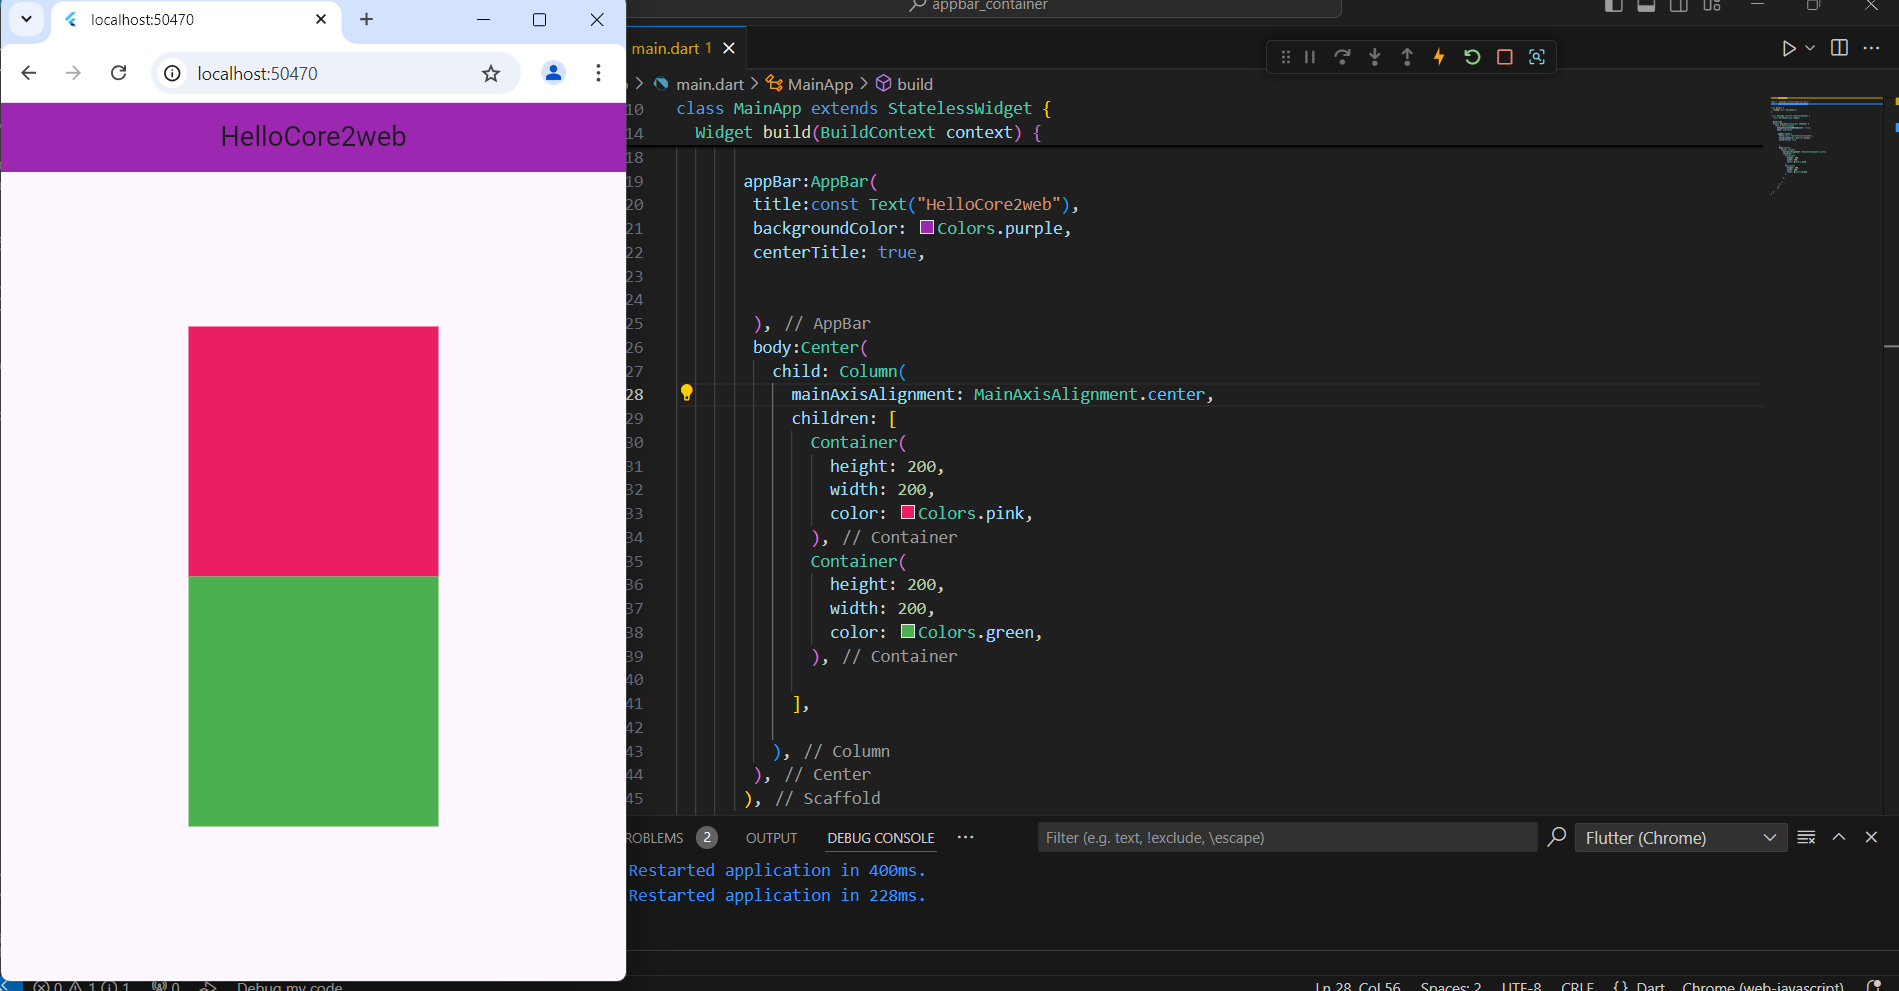 localhost:50470
localhost:50470
HelloCore2web
appbar_container
main.dart 1
main.dart > MainApp > build
10 class MainApp extends StatelessWidget {
14 Widget build(BuildContext context) {
18
19 appBar:AppBar(
20 title:const Text("HelloCore2web"),
21 backgroundColor: Colors.purple,
22 centerTitle: true,
23
24
25 ), // AppBar
26 body:Center(
27 child: Column(
28 mainAxisAlignment: MainAxisAlignment.center,
29 children: [
30 Container(
31 height: 200,
32 width: 200,
33 color: Colors.pink,
34 ), // Container
35 Container(
36 height: 200,
37 width: 200,
38 color: Colors.green,
39 ), // Container
40
41 ],
42
43 ), // Column
44 ), // Center
45 ), // Scaffold
ROBLEMS 2 OUTPUT DEBUG CONSOLE ··· Filter (e.g. text, !exclude, \escape) Flutter (Chrome)
Restarted application in 400ms.
Restarted application in 228ms.
0 1 1 0 Debug my code Ln 28, Col 56 Spaces: 2 UTF-8 CRLF {} Dart Chrome (web-javascript)